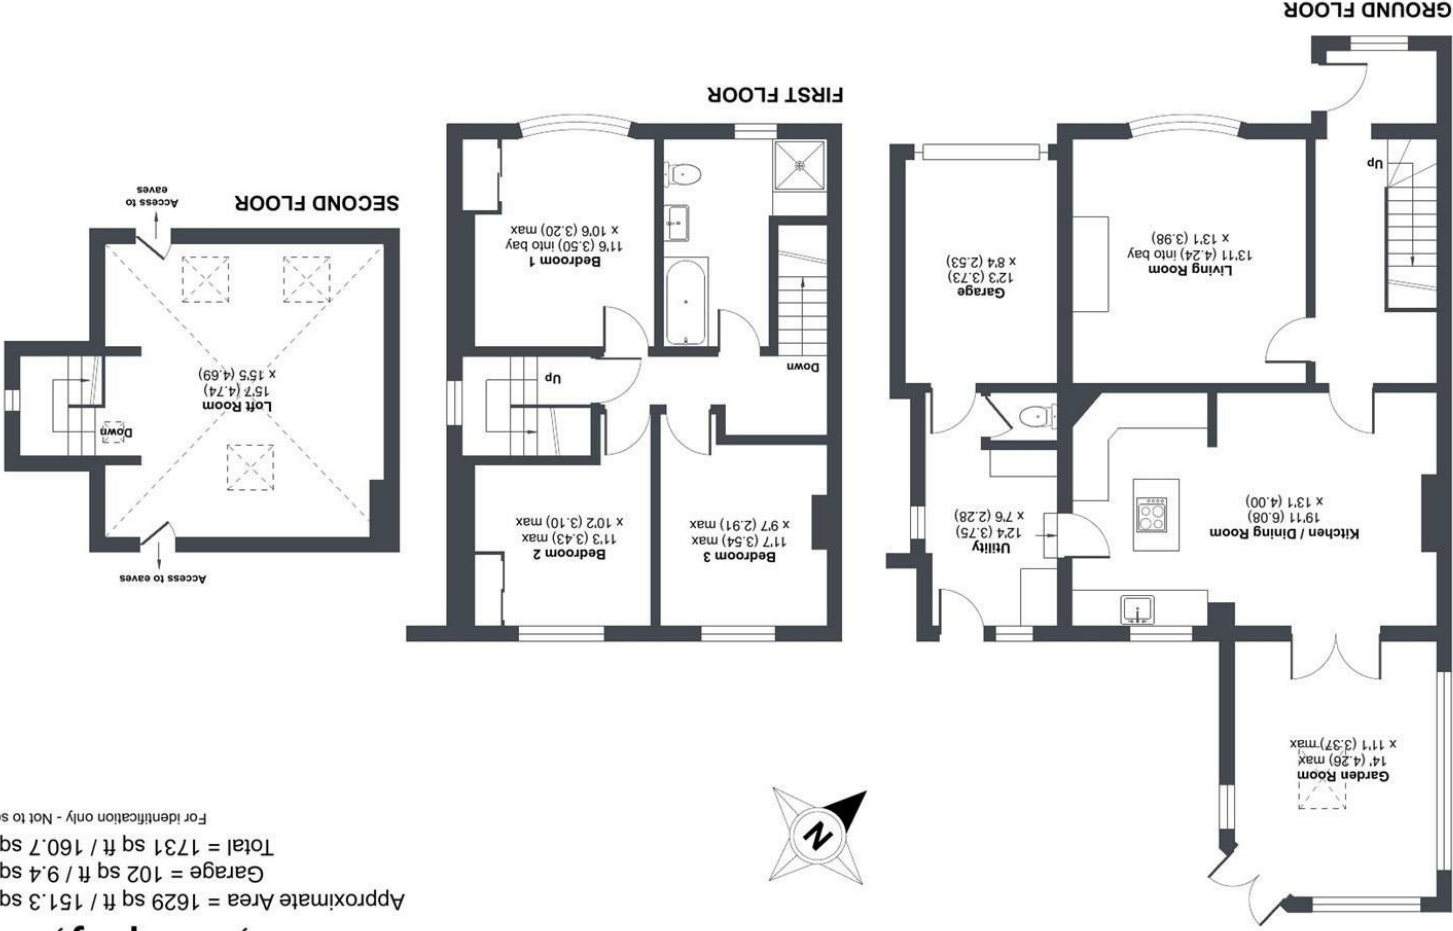 Approximate Area = 1629 sq ft / 151.3 sq
Garage = 102 sq ft / 9.4 sq
Total = 1731 sq ft / 160.7 sq
For identification only - Not to sc
N
Garden Room
14' (4.26) max
x 11'1 (3.37) max
Kitchen / Dining Room
19'11 (6.08)
x 13'1 (4.00)
Utility
12'4 (3.75)
x 7'6 (2.28)
Living Room
13'11 (4.24) into bay
x 13'1 (3.98)
Garage
12'3 (3.73)
x 8'4 (2.53)
Up
GROUND FLOOR
Bedroom 3
11'7 (3.54) max
x 9'7 (2.91) max
Bedroom 2
11'3 (3.43) max
x 10'2 (3.10) max
Down
Up
Bedroom 1
11'6 (3.50) into bay
x 10'6 (3.20) max
FIRST FLOOR
Access to eaves
Down
Loft Room
15'7 (4.74)
x 15'5 (4.69)
Access to
eaves
SECOND FLOOR